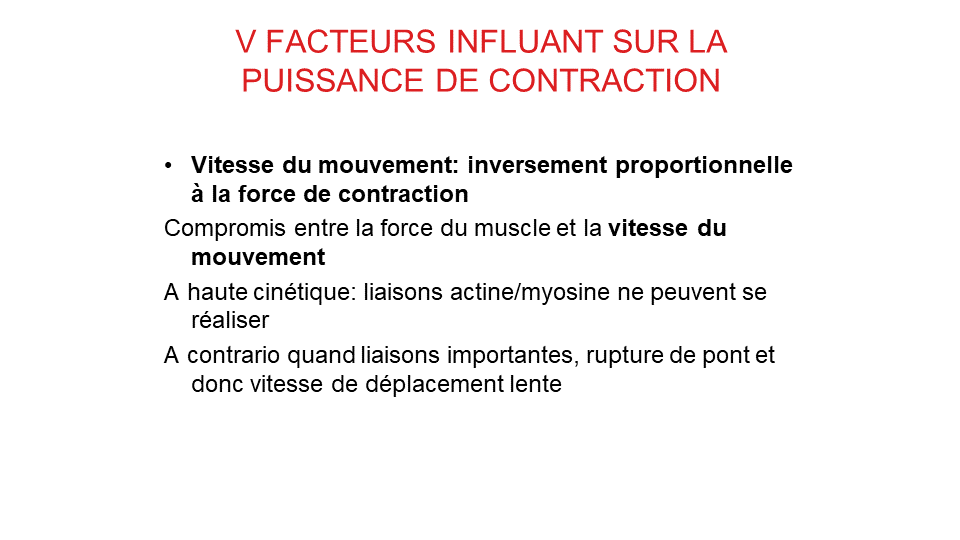 V FACTEURS INFLUANT SUR LA
PUISSANCE DE CONTRACTION
• Vitesse du mouvement: inversement proportionnelle
à la force de contraction
Compromis entre la force du muscle et la vitesse du
mouvement
A haute cinétique: liaisons actine/myosine ne peuvent se
réaliser
A contrario quand liaisons importantes, rupture de pont et
donc vitesse de déplacement lente